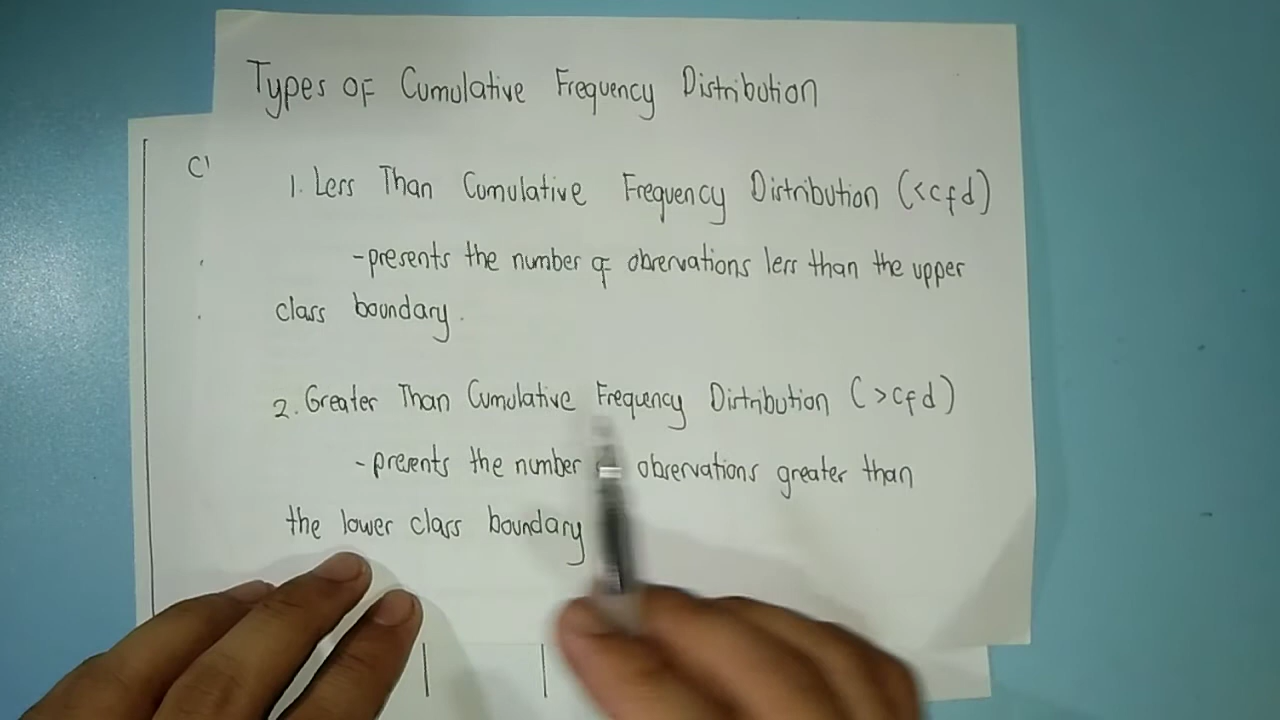 Types of Cumulative Frequency Distribution
1. Less Than Cumulative Frequency Distribution (<cfd)
-presents the number of obrervations less than the upper
class boundary.
2. Greater Than Cumulative Frequency Distribution (>cfd)
-presents the number observations greater than
the lower class boundary